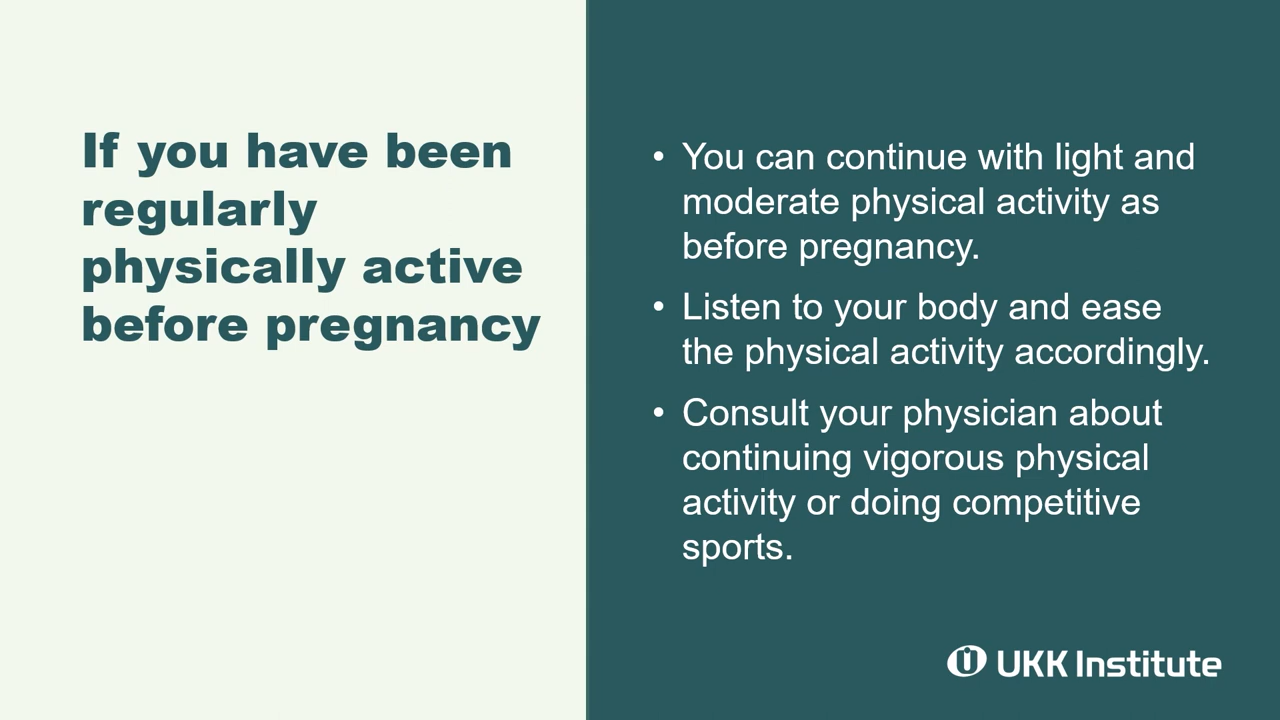 If you have been
regularly
physically active
before pregnancy
• You can continue with light and
moderate physical activity as
before pregnancy.
• Listen to your body and ease
the physical activity accordingly.
• Consult your physician about
continuing vigorous physical
activity or doing competitive
sports.
UKK Institute